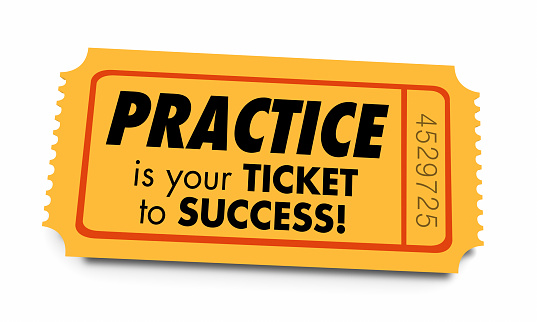 PRACTICE
is your TICKET
to SUCCESS!
4529725